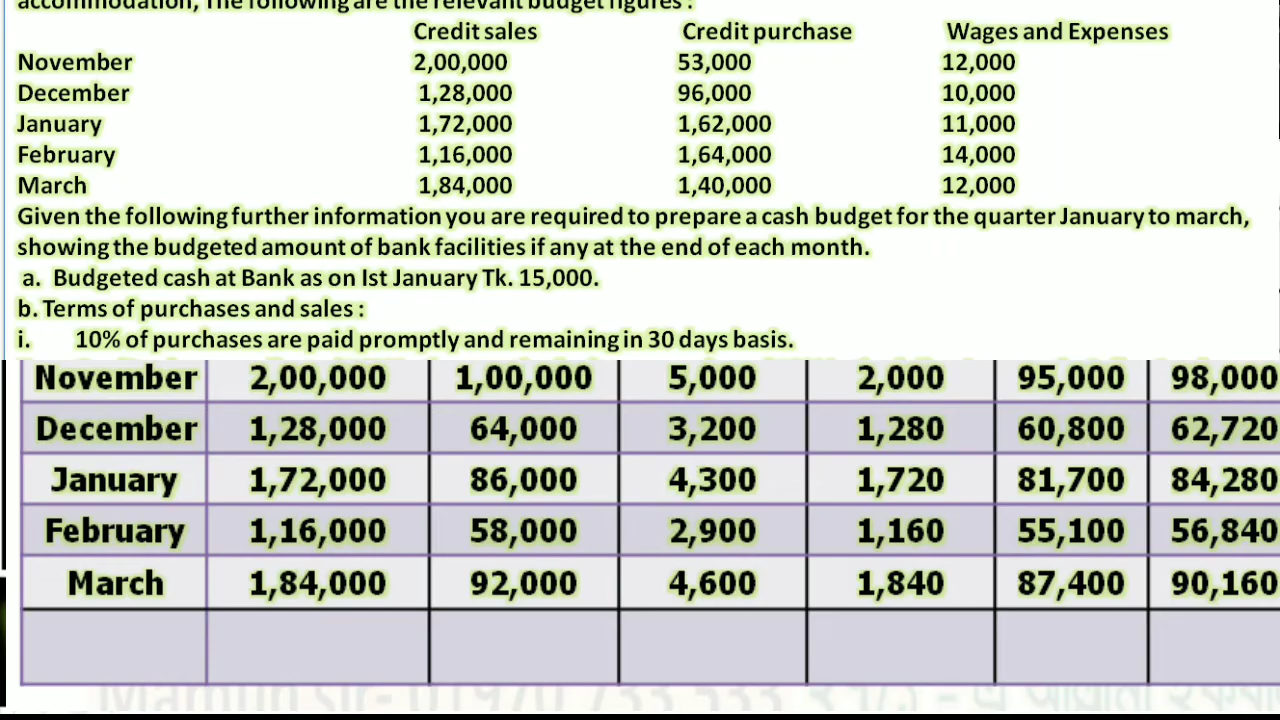 accommodation, The following are the relevant budget figures :
Credit sales Credit purchase Wages and Expenses
November 2,00,000 53,000 12,000
December 1,28,000 96,000 10,000
January 1,72,000 1,62,000 11,000
February 1,16,000 1,64,000 14,000
March 1,84,000 1,40,000 12,000
Given the following further information you are required to prepare a cash budget for the quarter January to march,
showing the budgeted amount of bank facilities if any at the end of each month.
a. Budgeted cash at Bank as on Ist January Tk. 15,000.
b. Terms of purchases and sales :
i. 10% of purchases are paid promptly and remaining in 30 days basis.
November 2,00,000 1,00,000 5,000 2,000 95,000 98,000
December 1,28,000 64,000 3,200 1,280 60,800 62,720
January 1,72,000 86,000 4,300 1,720 81,700 84,280
February 1,16,000 58,000 2,900 1,160 55,100 56,840
March 1,84,000 92,000 4,600 1,840 87,400 90,160